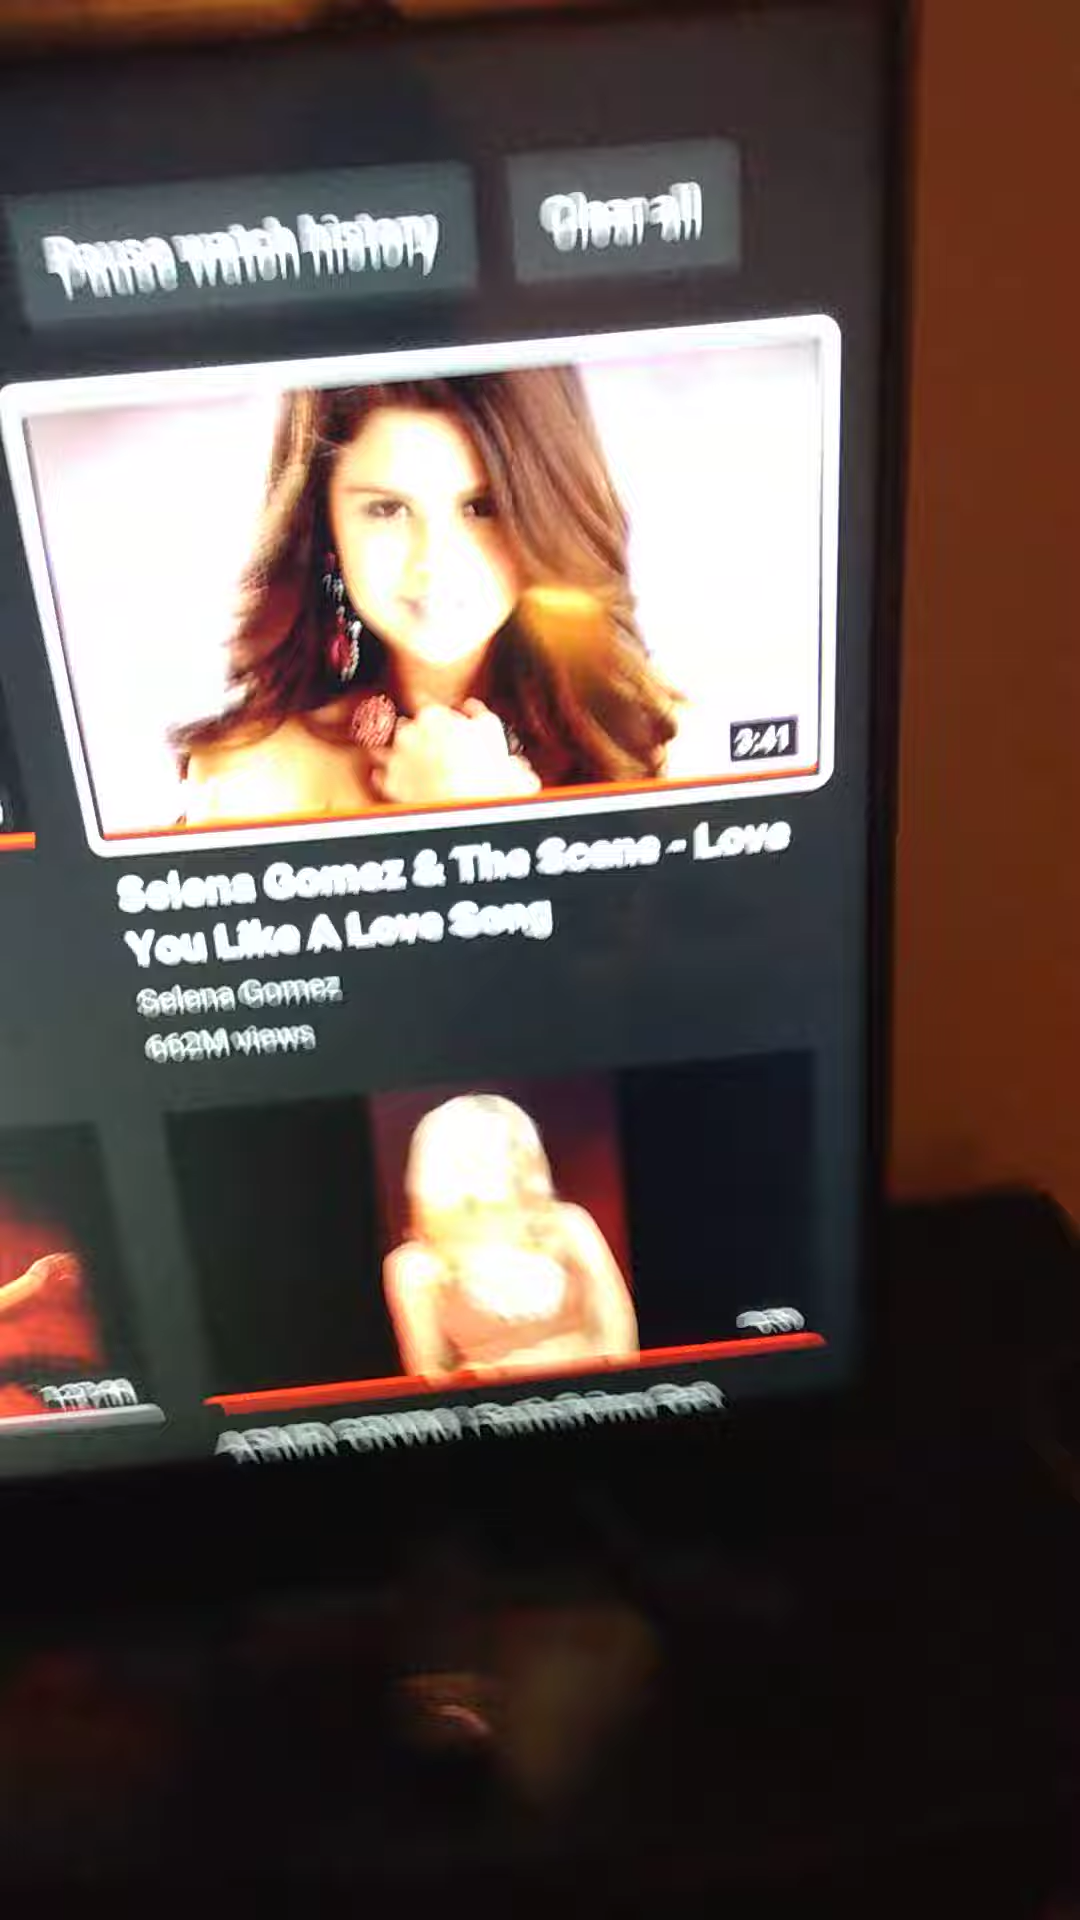 Pause watch history
Clear all
3:41
Selena Gomez & The Scene - Love
You Like A Love Song
Selena Gomez
662M views